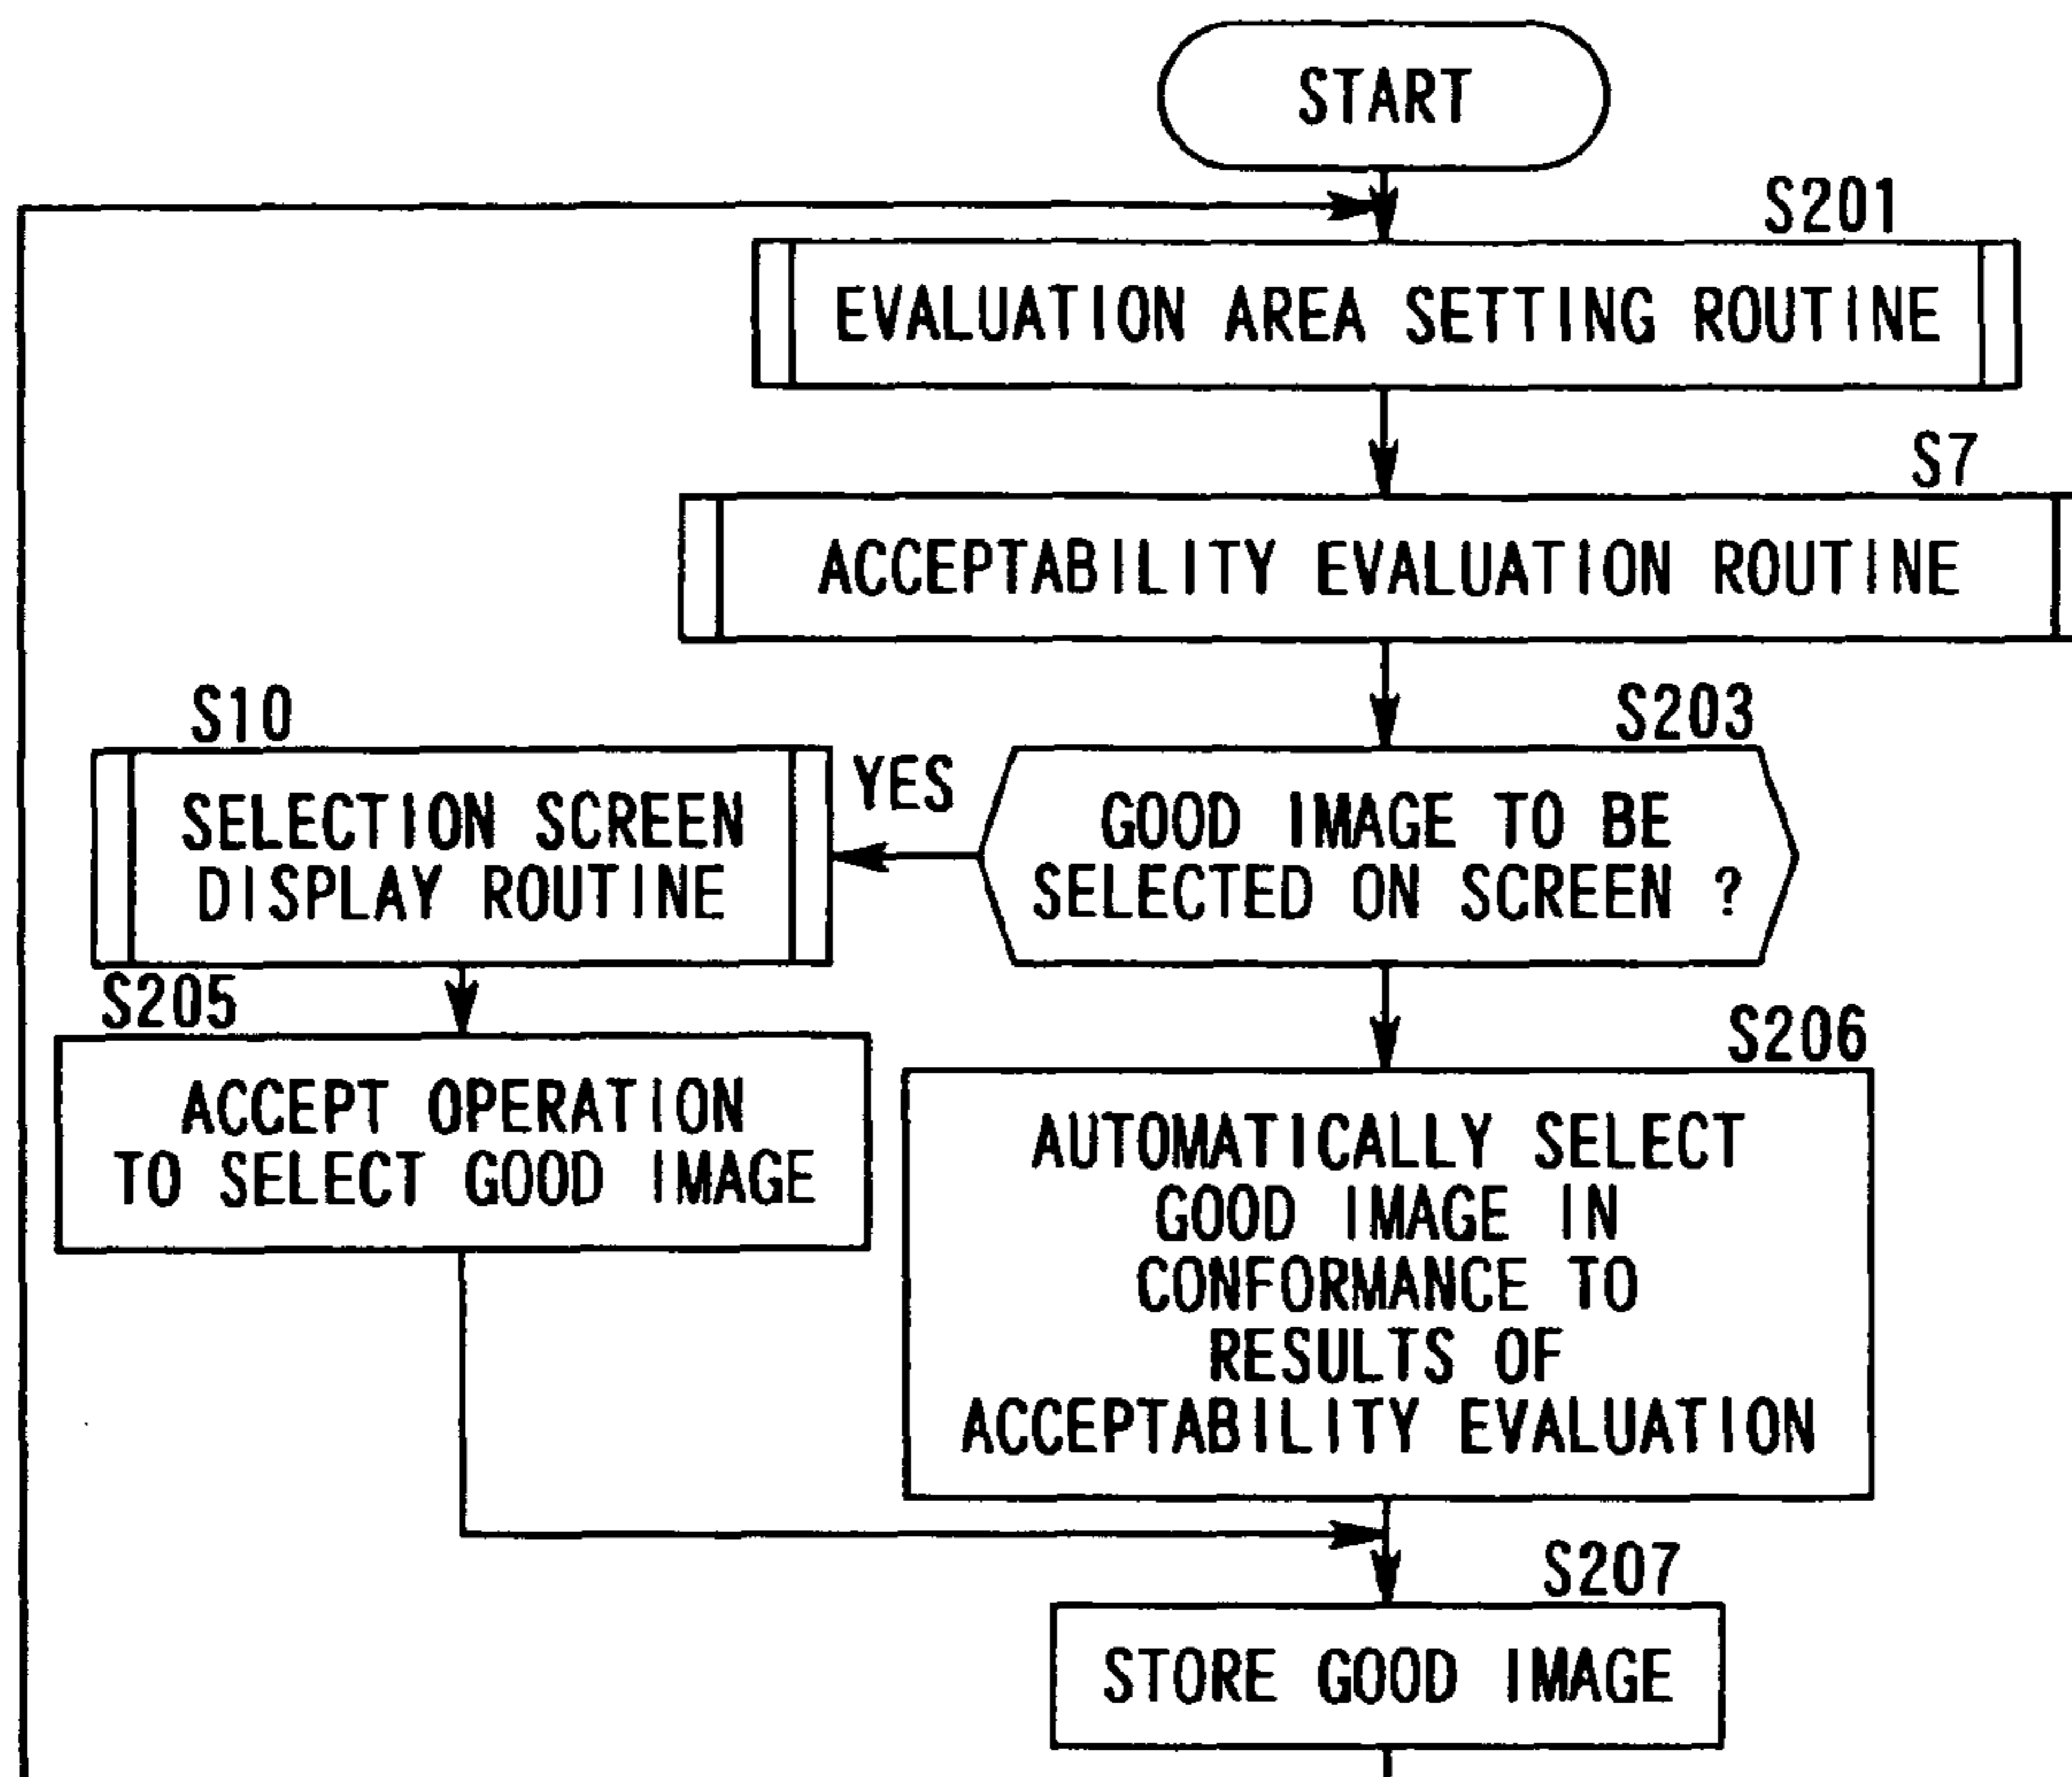 START
S201
EVALUATION AREA SETTING ROUTINE
S7
ACCEPTABILITY EVALUATION ROUTINE
S203
GOOD IMAGE TO BE
SELECTED ON SCREEN ?
YES
S10
SELECTION SCREEN
DISPLAY ROUTINE
S205
ACCEPT OPERATION
TO SELECT GOOD IMAGE
S206
AUTOMATICALLY SELECT
GOOD IMAGE IN
CONFORMANCE TO
RESULTS OF
ACCEPTABILITY EVALUATION
S207
STORE GOOD IMAGE